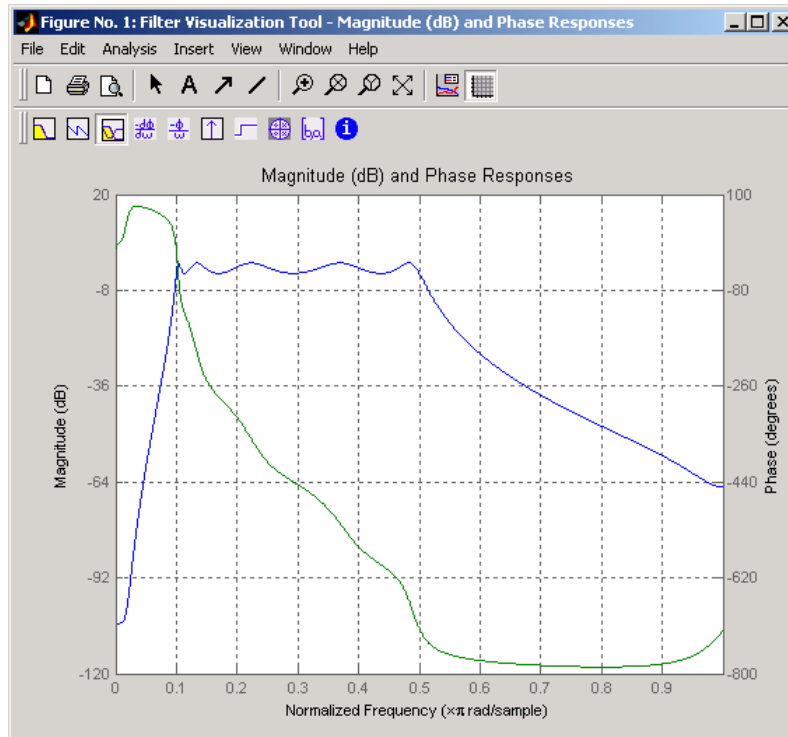 Figure No. 1: Filter Visualization Tool - Magnitude (dB) and Phase Responses
File Edit Analysis Insert View Window Help
A
[b,a]
i
Magnitude (dB) and Phase Responses
20
-8
-36
-64
-92
-120
Magnitude (dB)
100
-80
-260
-440
-620
-800
Phase (degrees)
0 0.1 0.2 0.3 0.4 0.5 0.6 0.7 0.8 0.9
Normalized Frequency (×π rad/sample)